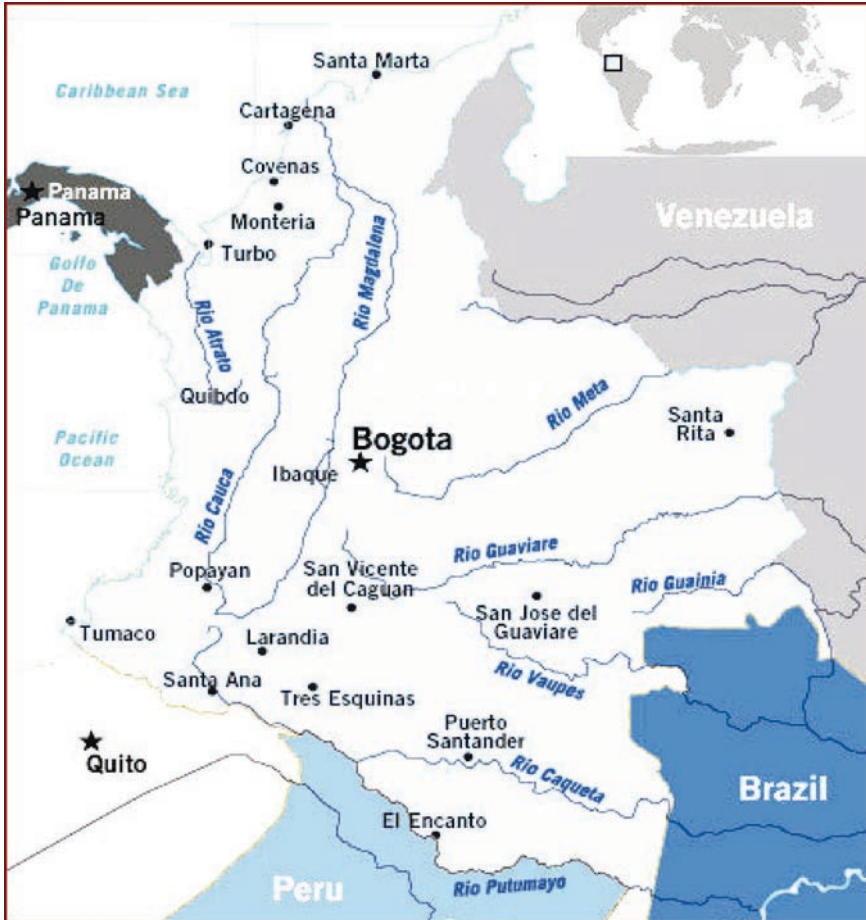 Santa Marta
Caribbean Sea
Cartagena
Covenas
Panama
Panama
Monteria
Venezuela
Turbo
Golfo
De
Panama
Rio Magdalena
Rio Atrato
Quibdo
Rio Meta
Santa
Rita
Pacific
Ocean
Bogota
Ibaque
Rio Cauca
Rio Guaviare
Popayan
San Vicente
del Caguan
Rio Guainia
San Jose del
Guaviare
Tumaco
Larandia
Santa Ana
Tres Esquinas
Rio Vaupes
Puerto
Santander
Quito
Rio Caqueta
Brazil
El Encanto
Peru
Rio Putumayo